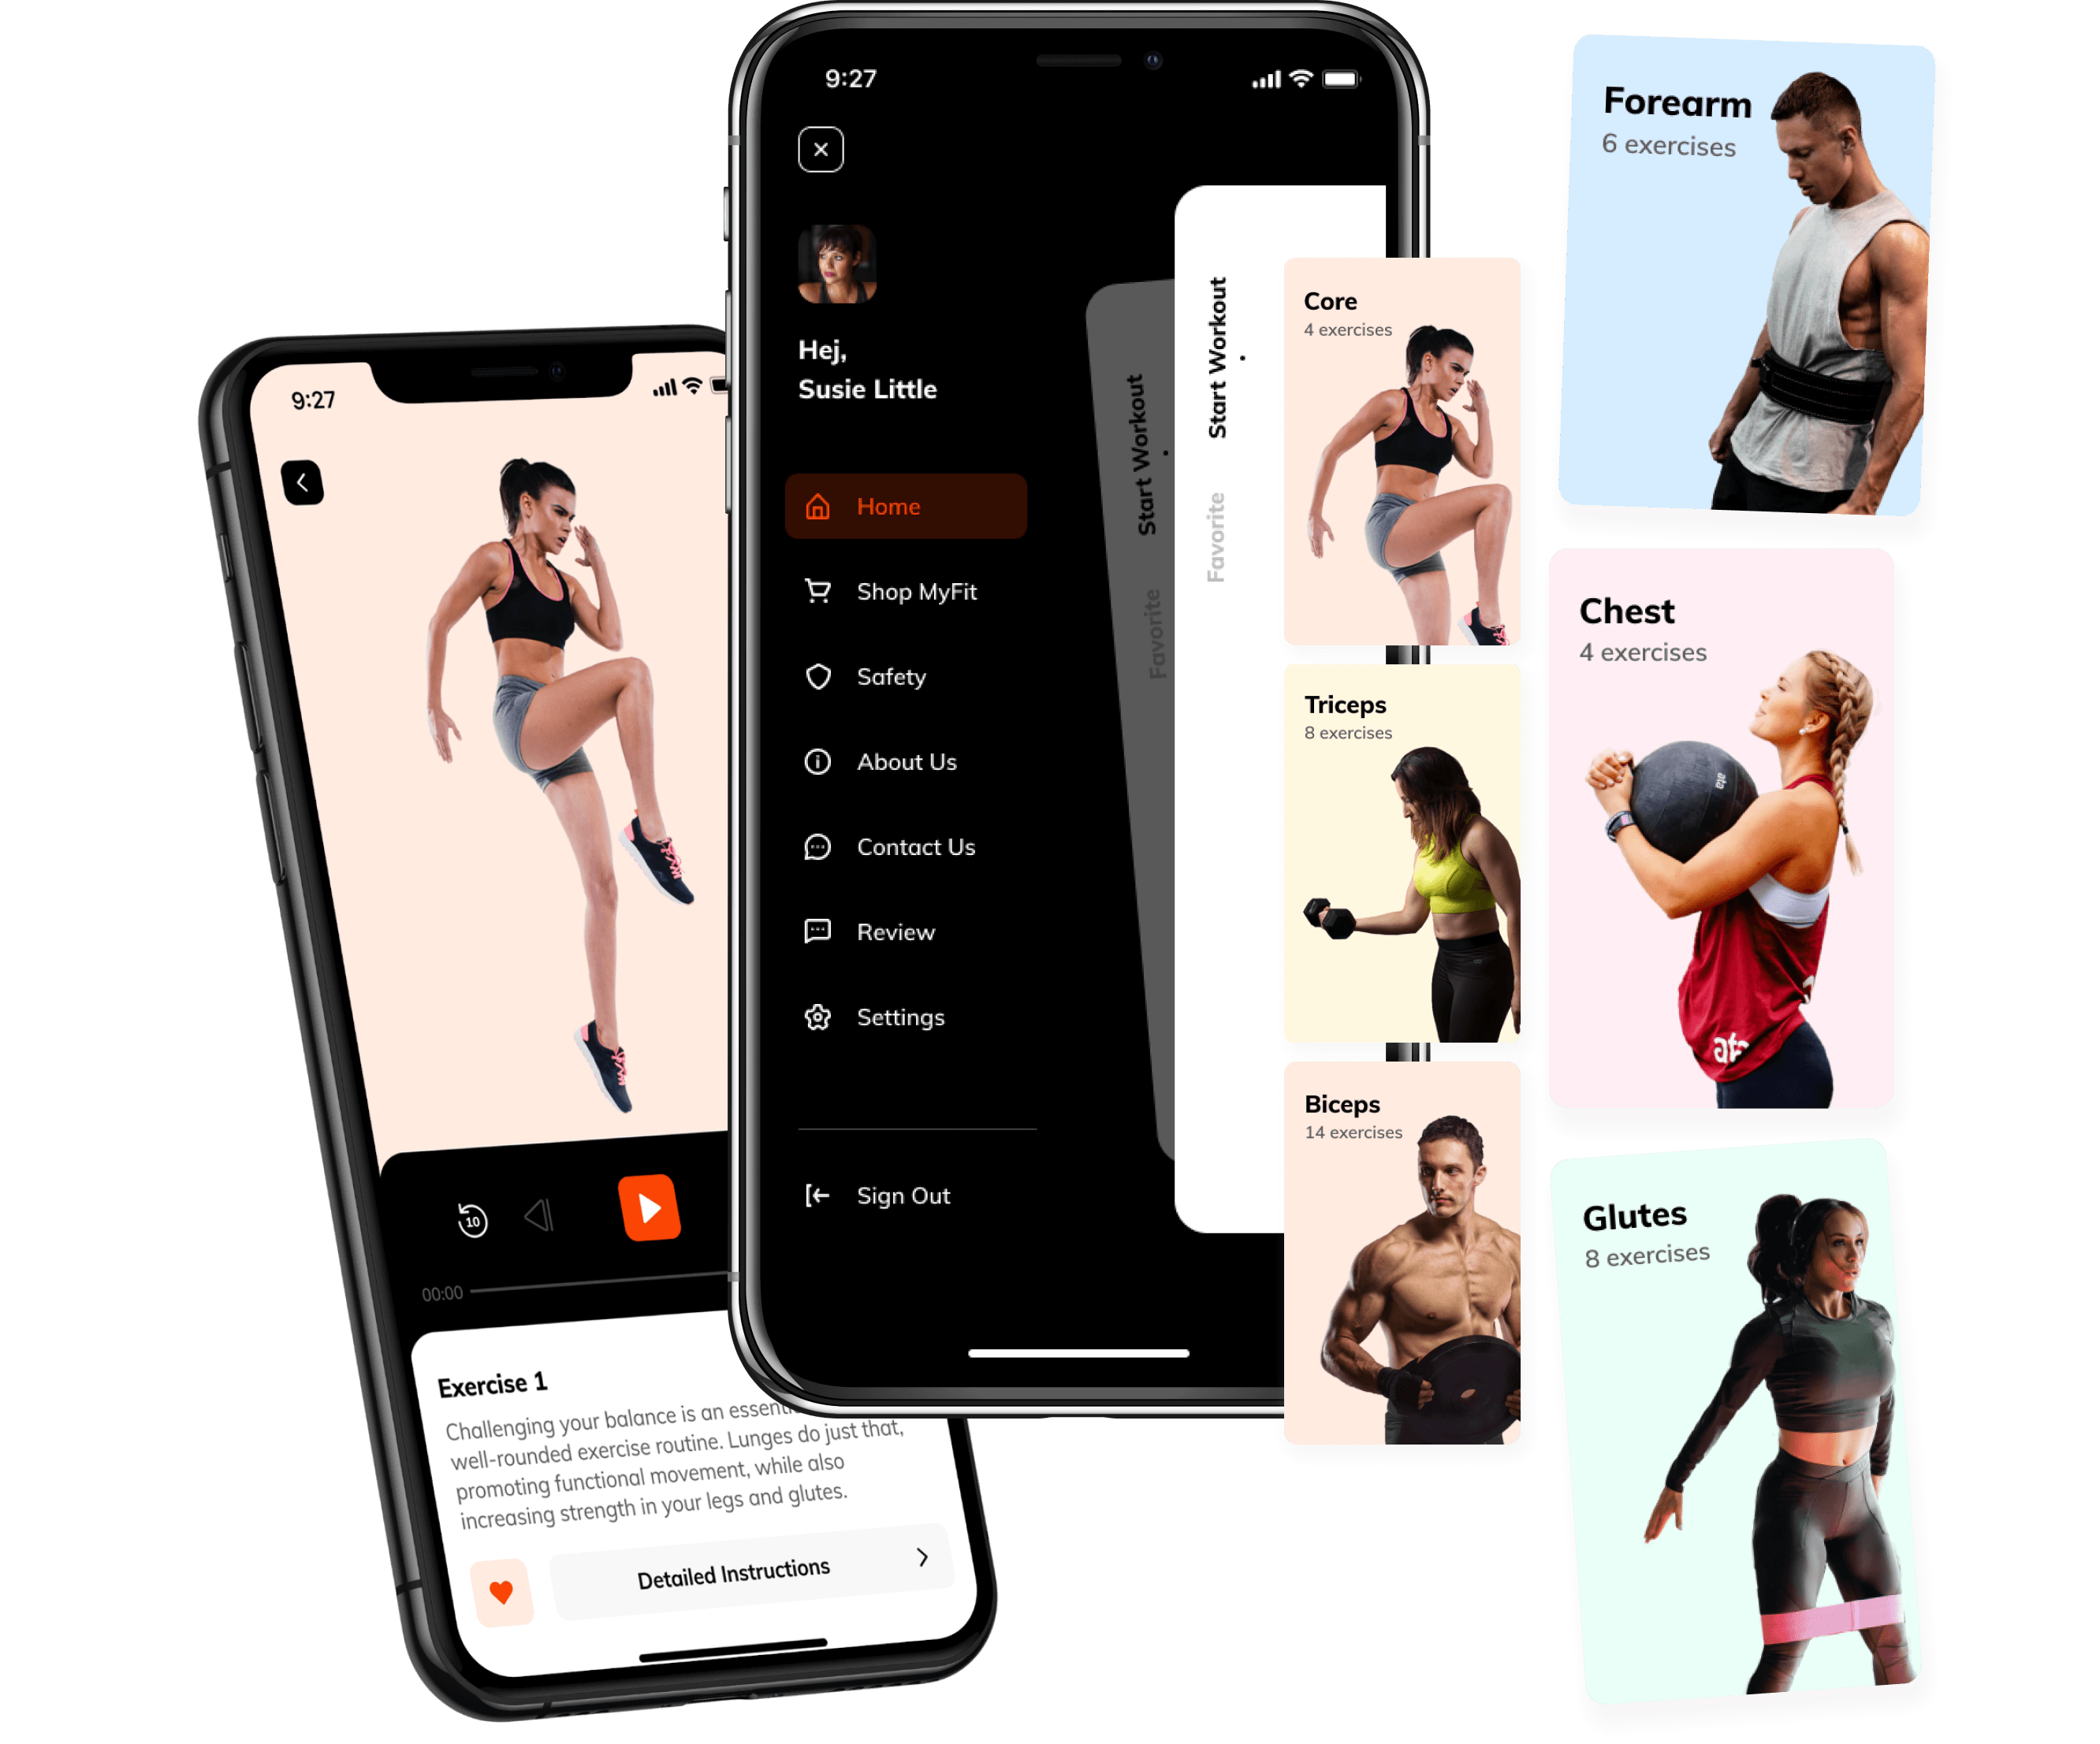 9:27
10
00:00
Exercise 1
Challenging your balance is an essenti
well-rounded exercise routine. Lunges do just that,
promoting functional movement, while also
increasing strength in your legs and glutes.
Detailed Instructions
9:27
Hej,
Susie Little
Home
Shop MyFit
Safety
About Us
Contact Us
Review
Settings
Sign Out
Start Workout
Favorite
Start Workout
Favorite
Core
4 exercises
Triceps
8 exercises
Biceps
14 exercises
Forearm
6 exercises
Chest
4 exercises
ata
ata
Glutes
8 exercises